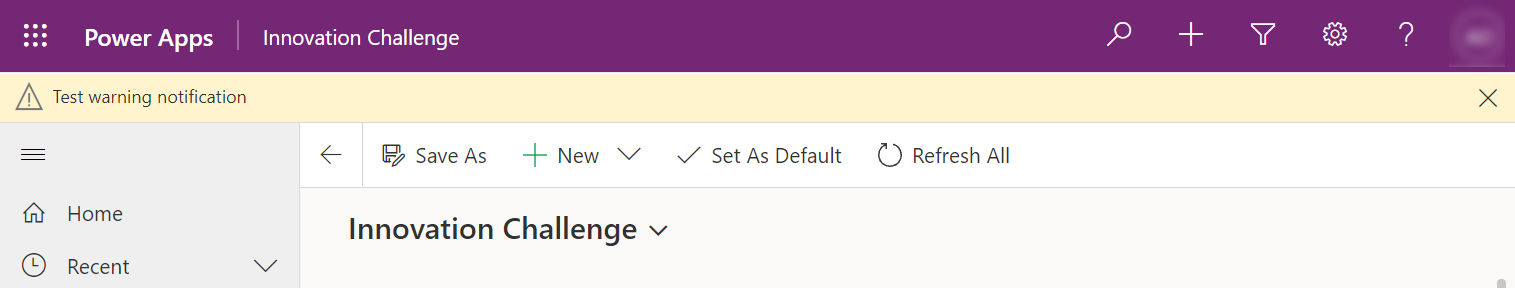 Power Apps Innovation Challenge
Test warning notification
Save As New Set As Default Refresh All
Home
Innovation Challenge
Recent